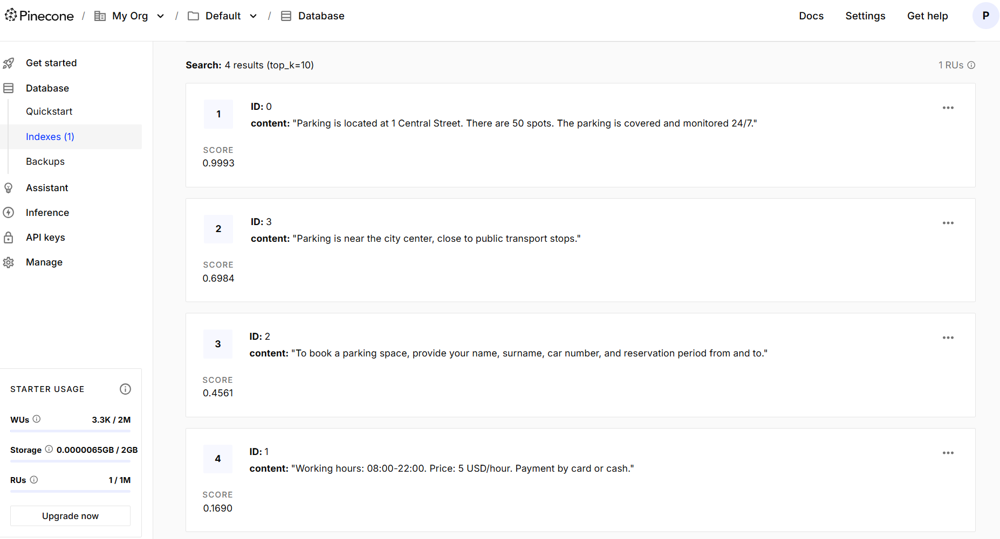 Pinecone / My Org / Default / Database Docs Settings Get help P
Get started
Database
Quickstart
Indexes (1)
Backups
Assistant
Inference
API keys
Manage
STARTER USAGE
WUs 3.3K / 2M
Storage 0.0000065GB / 2GB
RUs 1 / 1M
Upgrade now
Search: 4 results (top_k=10) 1 RUs
1
ID: 0
content: "Parking is located at 1 Central Street. There are 50 spots. The parking is covered and monitored 24/7."
SCORE
0.9993
2
ID: 3
content: "Parking is near the city center, close to public transport stops."
SCORE
0.6984
3
ID: 2
content: "To book a parking space, provide your name, surname, car number, and reservation period from and to."
SCORE
0.4561
4
ID: 1
content: "Working hours: 08:00-22:00. Price: 5 USD/hour. Payment by card or cash."
SCORE
0.1690